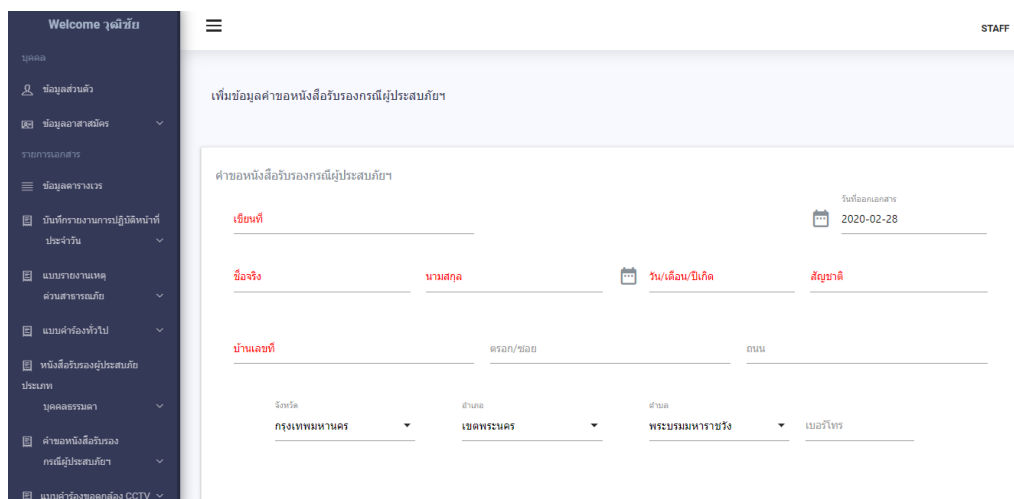 Welcome วุฒิชัย
บุคคล
ข้อมูลส่วนตัว
ข้อมูลอาสาสมัคร
รายการเอกสาร
ข้อมูลตารางเวร
บันทึกรายงานการปฏิบัติหน้าที่
ประจำวัน
แบบรายงานเหตุ
ด่วนสาธารณภัย
แบบคำร้องทั่วไป
หนังสือรับรองผู้ประสบภัย
ประเภท
บุคคลธรรมดา
คำขอหนังสือรับรอง
กรณีผู้ประสบภัยฯ
แบบคำร้องขอดูกล้อง CCTV
STAFF
เพิ่มข้อมูลคำขอหนังสือรับรองกรณีผู้ประสบภัยฯ
คำขอหนังสือรับรองกรณีผู้ประสบภัยฯ
วันที่ออกเอกสาร
เขียนที่ 2020-02-28
ชื่อจริง นามสกุล วัน/เดือน/ปีเกิด สัญชาติ
บ้านเลขที่ ตรอก/ซอย ถนน
จังหวัด อำเภอ ตำบล
กรุงเทพมหานคร เขตพระนคร พระบรมมหาราชวัง เบอร์โทร